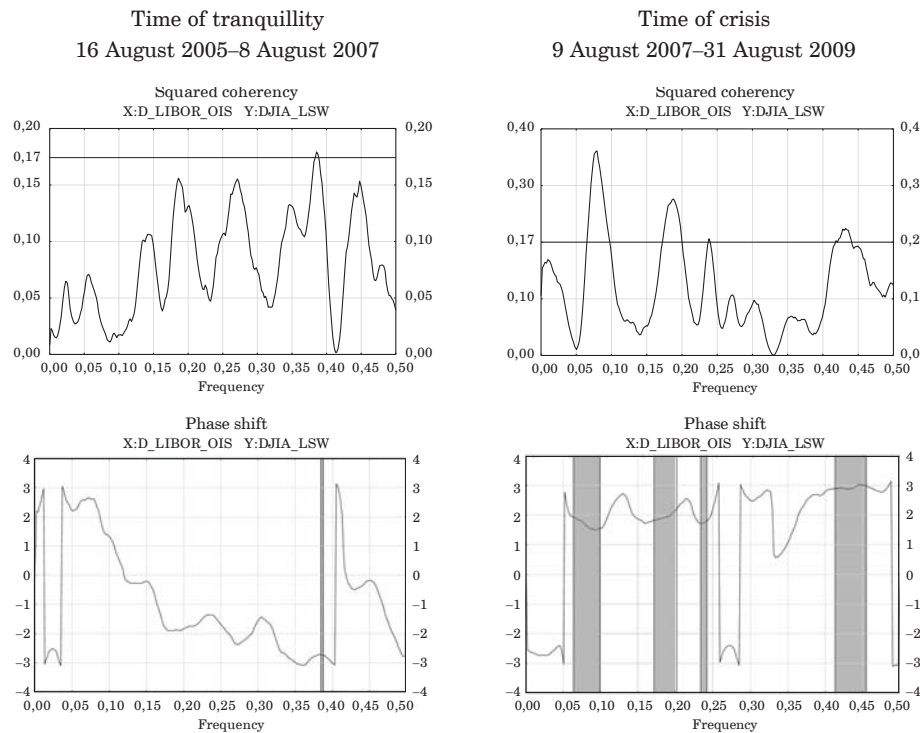 Time of tranquillity
16 August 2005–8 August 2007
Squared coherency
X:D_LIBOR_OIS Y:DJIA_LSW
0,20 0,20
0,17
0,15 0,15
0,10 0,10
0,05 0,05
0,00 0,00
0,00 0,05 0,10 0,15 0,20 0,25 0,30 0,35 0,40 0,45 0,50
Frequency
Time of crisis
9 August 2007–31 August 2009
Squared coherency
X:D_LIBOR_OIS Y:DJIA_LSW
0,40 0,4
0,30 0,3
0,17 0,2
0,10 0,1
0,00 0,0
0,00 0,05 0,10 0,15 0,20 0,25 0,30 0,35 0,40 0,45 0,50
Frequency
Phase shift
X:D_LIBOR_OIS Y:DJIA_LSW
4 4
3 3
2 2
1 1
0 0
−1 −1
−2 −2
−3 −3
−4 −4
0,00 0,05 0,10 0,15 0,20 0,25 0,30 0,35 0,40 0,45 0,50
Frequency
Phase shift
X:D_LIBOR_OIS Y:DJIA_LSW
4 4
3 3
2 2
1 1
0 0
−1 −1
−2 −2
−3 −3
−4 −4
0,00 0,05 0,10 0,15 0,20 0,25 0,30 0,35 0,40 0,45 0,50
Frequency